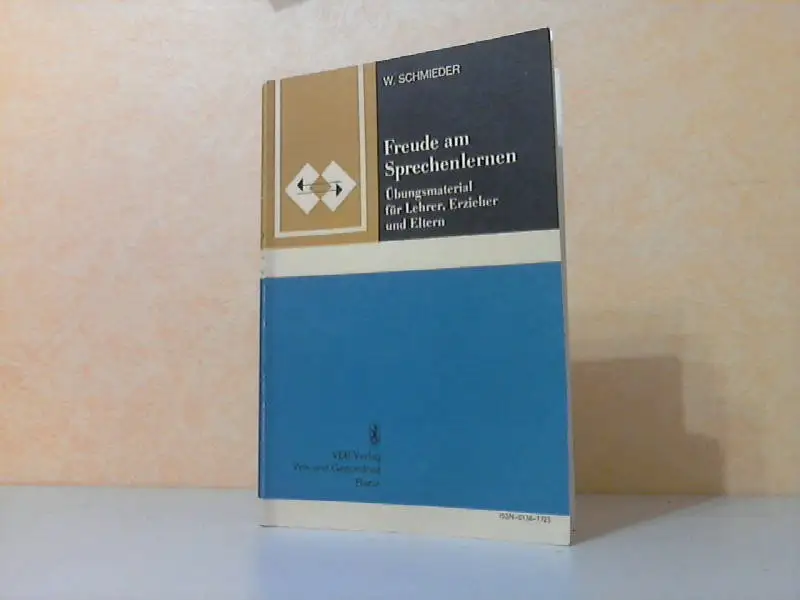 W. SCHMIEDER
Freude am
Sprechenlernen
Übungsmaterial
für Lehrer, Erzieher
und Eltern
VEB Verlag
Volk und Gesundheit
Berlin